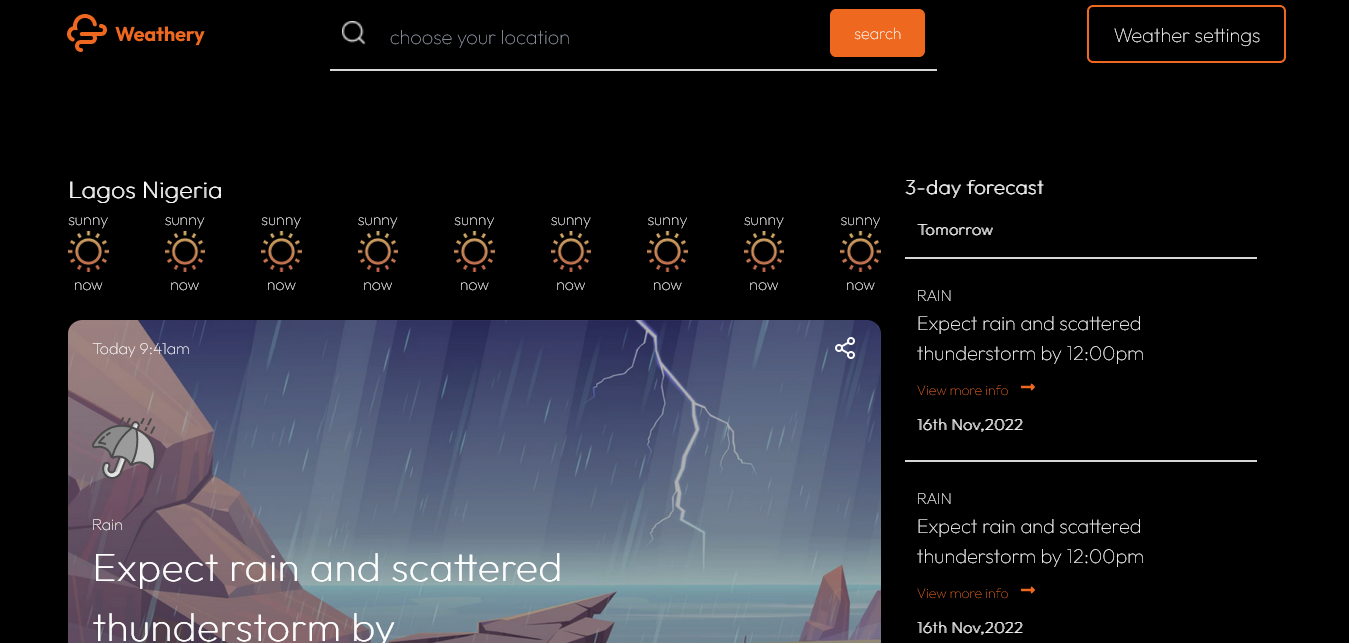 Weathery
choose your location
search
Weather settings
Lagos Nigeria
sunny sunny sunny sunny sunny sunny sunny sunny sunny
now now now now now now now now now
Today 9:41am
Rain
Expect rain and scattered
thunderstorm by
3-day forecast
Tomorrow
RAIN
Expect rain and scattered
thunderstorm by 12:00pm
View more info
16th Nov,2022
RAIN
Expect rain and scattered
thunderstorm by 12:00pm
View more info
16th Nov,2022